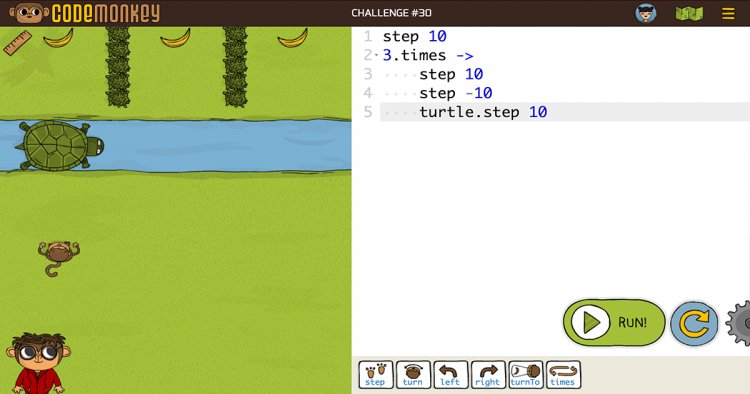 CODEMONKEY
CHALLENGE #30
1 step 10
2 3.times ->
3 step 10
4 step -10
5 turtle.step 10
RUN!
step turn left right turnTo times